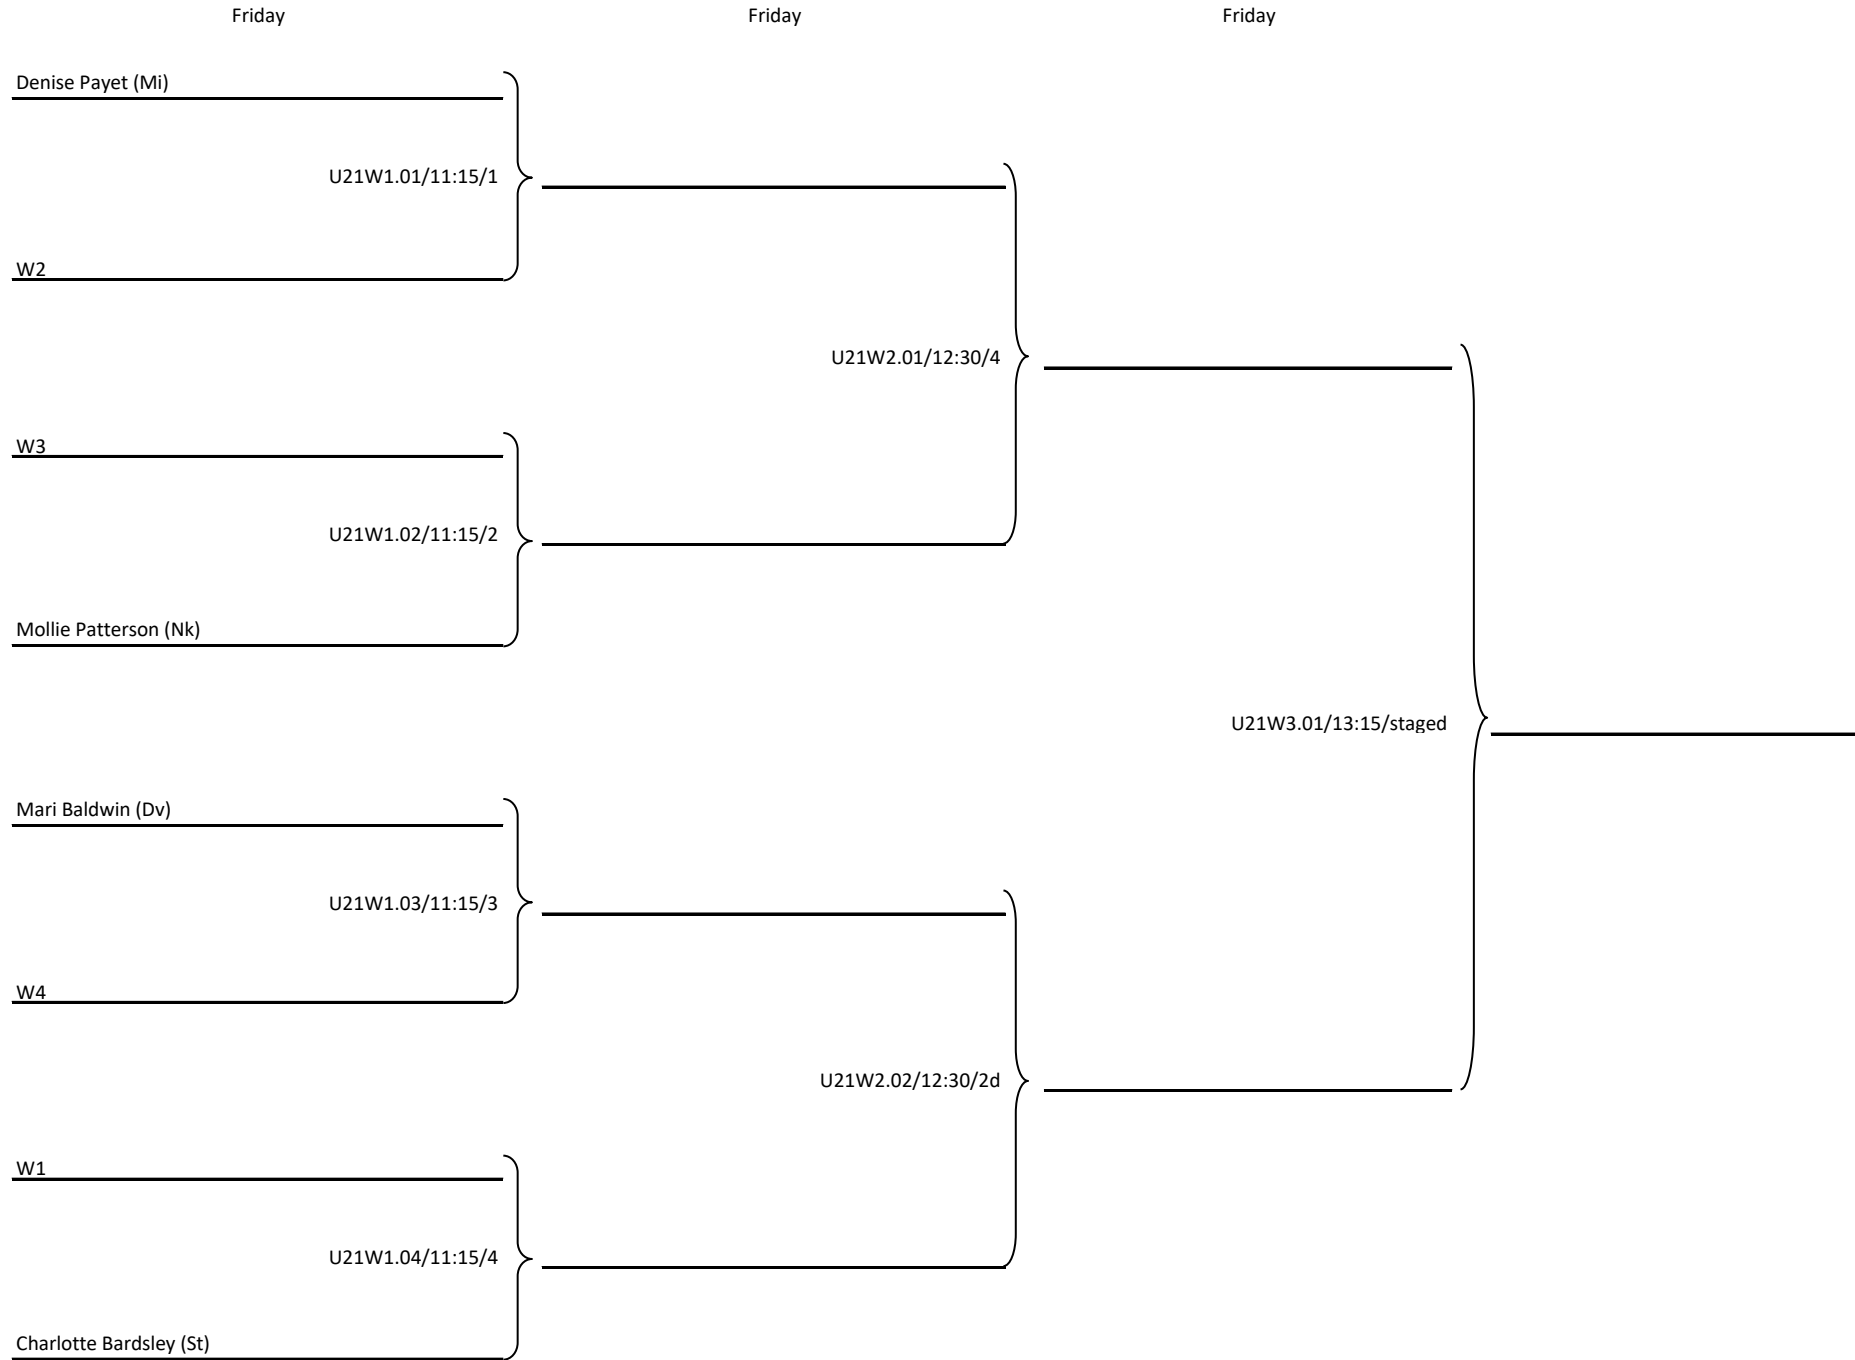 Friday Friday Friday
Denise Payet (Mi)
U21W1.01/11:15/1
W2
U21W2.01/12:30/4
W3
U21W1.02/11:15/2
Mollie Patterson (Nk)
U21W3.01/13:15/staged
Mari Baldwin (Dv)
U21W1.03/11:15/3
W4
U21W2.02/12:30/2d
W1
U21W1.04/11:15/4
Charlotte Bardsley (St)